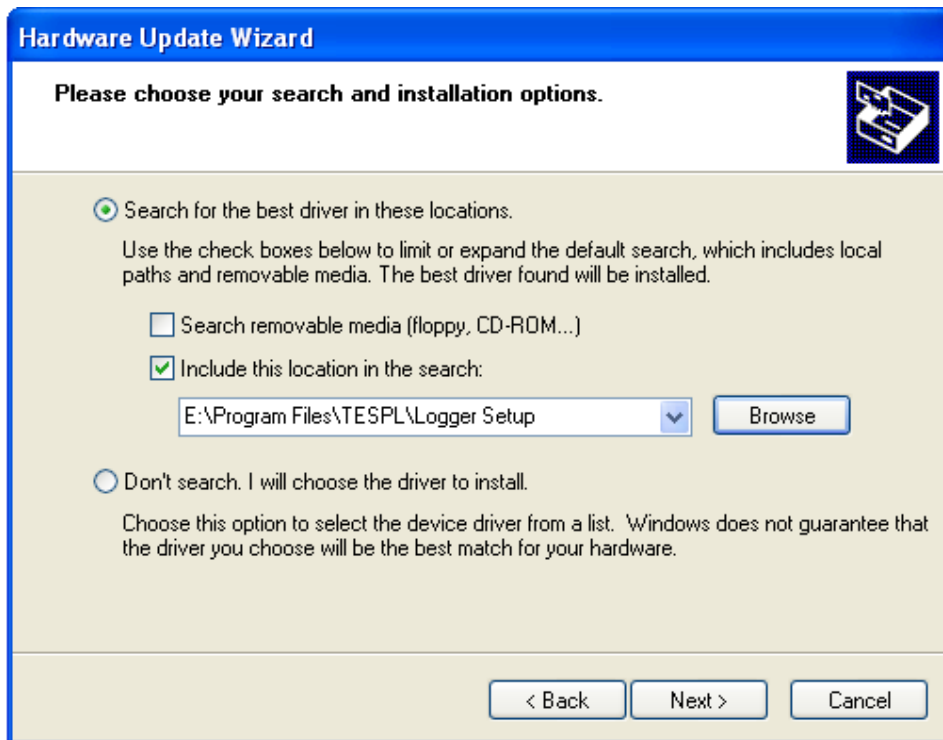 Hardware Update Wizard
Please choose your search and installation options.
Search for the best driver in these locations.
Use the check boxes below to limit or expand the default search, which includes local
paths and removable media. The best driver found will be installed.
Search removable media (floppy, CD-ROM...)
Include this location in the search:
E:\Program Files\TESPL\Logger Setup
Browse
Don't search. I will choose the driver to install.
Choose this option to select the device driver from a list.  Windows does not guarantee that
the driver you choose will be the best match for your hardware.
< Back
Next >
Cancel